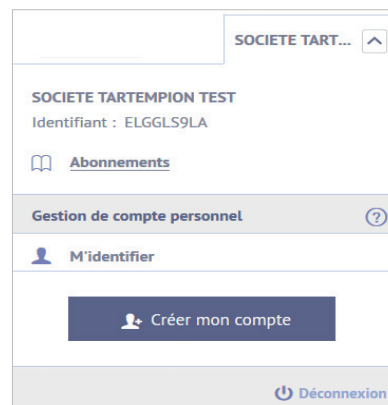 SOCIETE TART...
SOCIETE TARTEMPION TEST
Identifiant : ELGGLS9LA
Abonnements
Gestion de compte personnel ?
M'identifier
Créer mon compte
Déconnexion